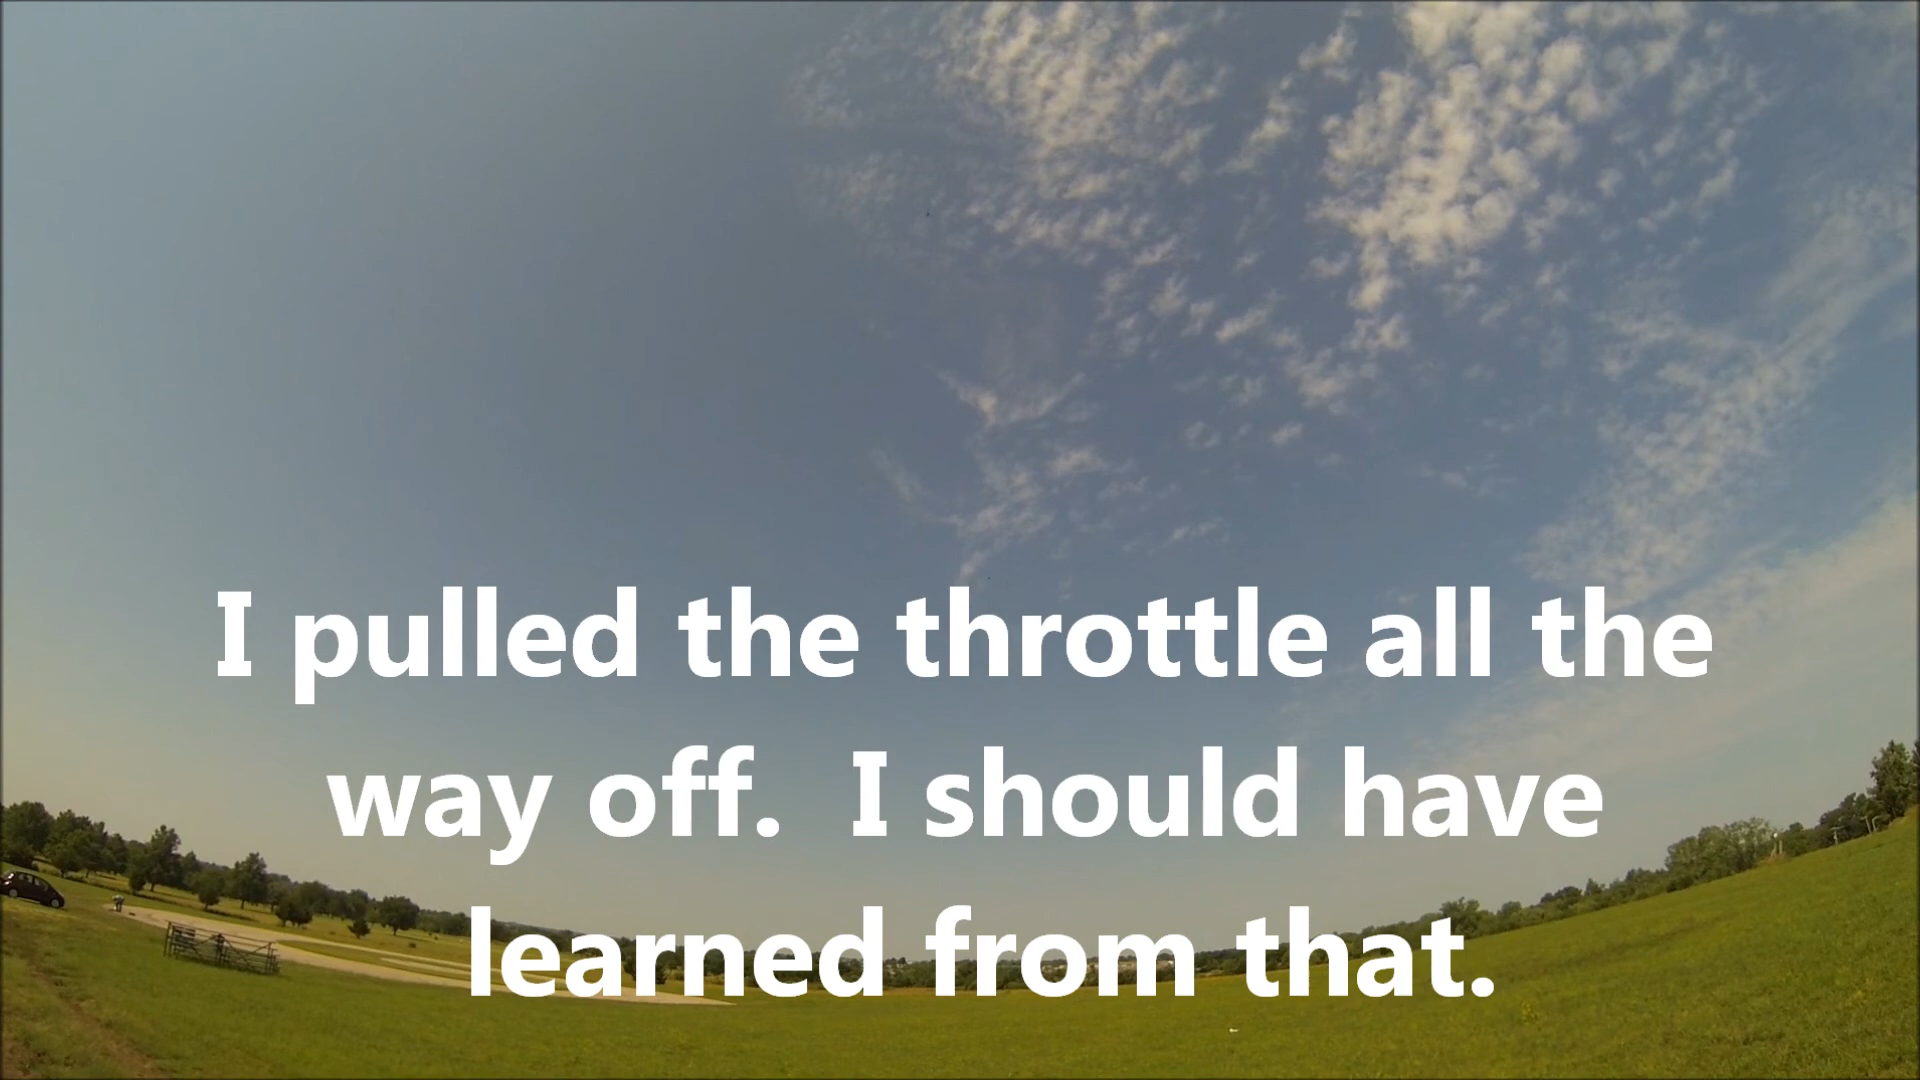 I pulled the throttle all the
way off.  I should have
learned from that.